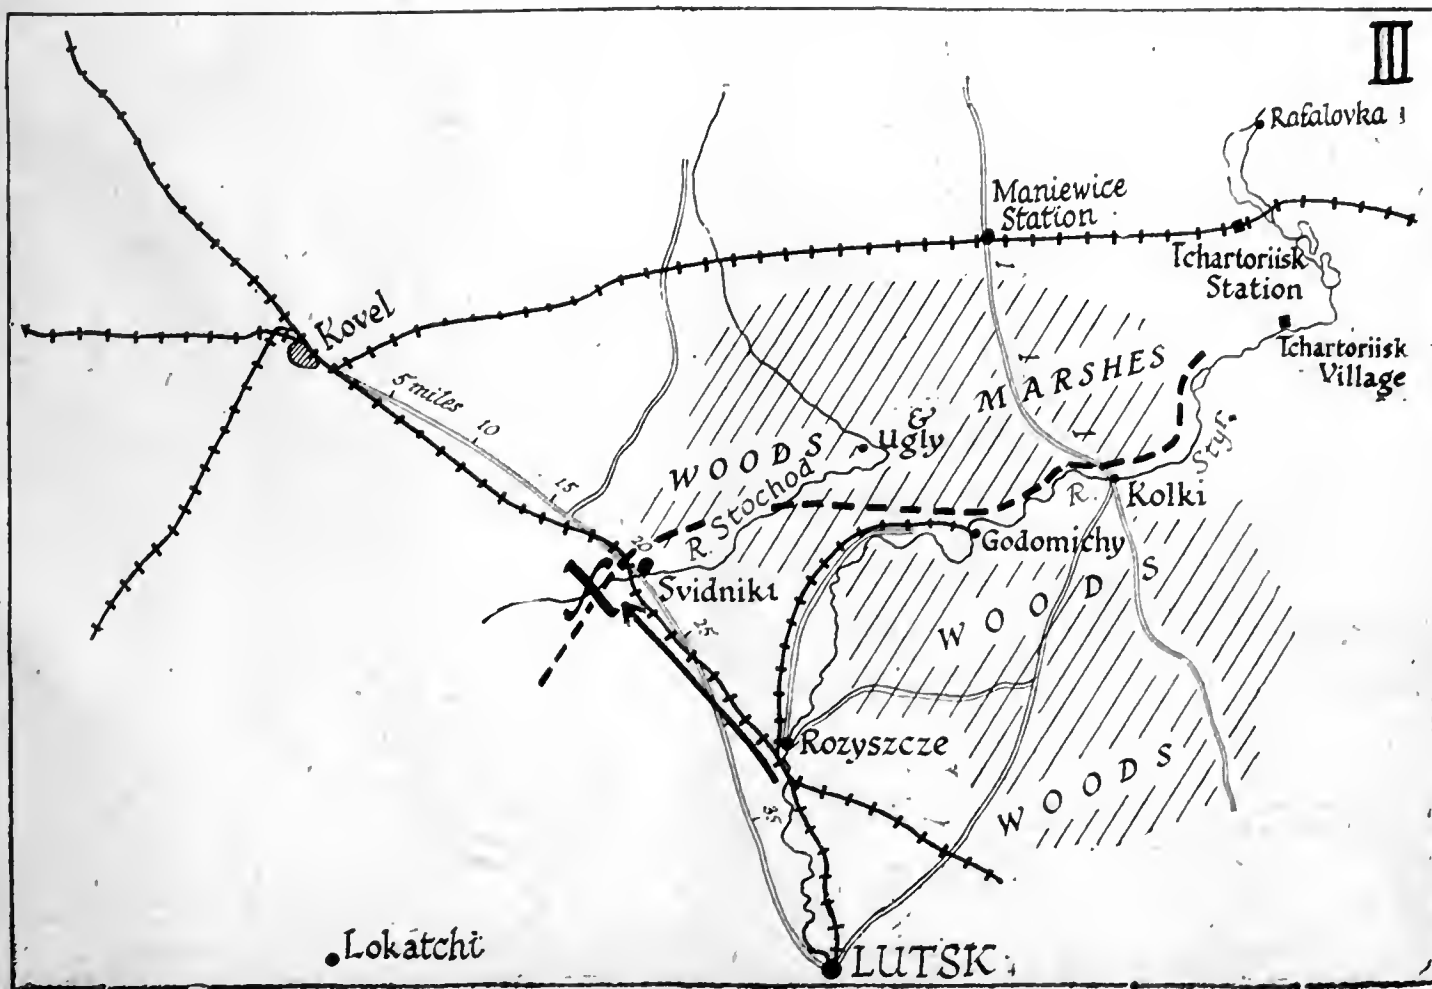 III
Rafalovka
Maniewice
Station
Tchartoriisk
Station
Kovel
Tchartoriisk
Village
5 miles
10
15
20
25
35
MARSHES
&
WOODS
Ugly
R. Stochod
R. Styr
Kolki
Godomichy
Svidniki
WOODS
Rozyszcze
WOODS
Lokatchi
LUTSK